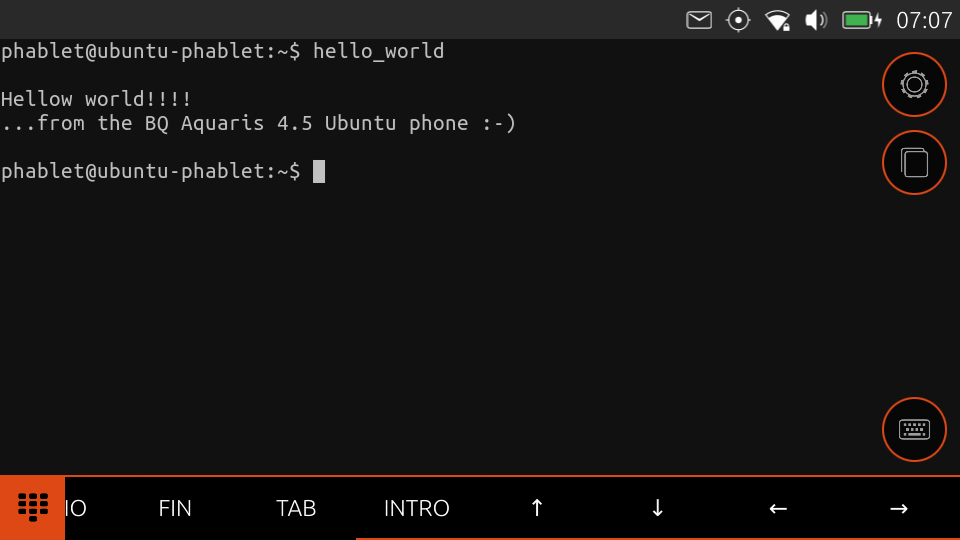 07:07
phablet@ubuntu-phablet:~$ hello_world
Hellow world!!!!
...from the BQ Aquaris 4.5 Ubuntu phone :-)
phablet@ubuntu-phablet:~$
IO FIN TAB INTRO ↑ ↓ ← →